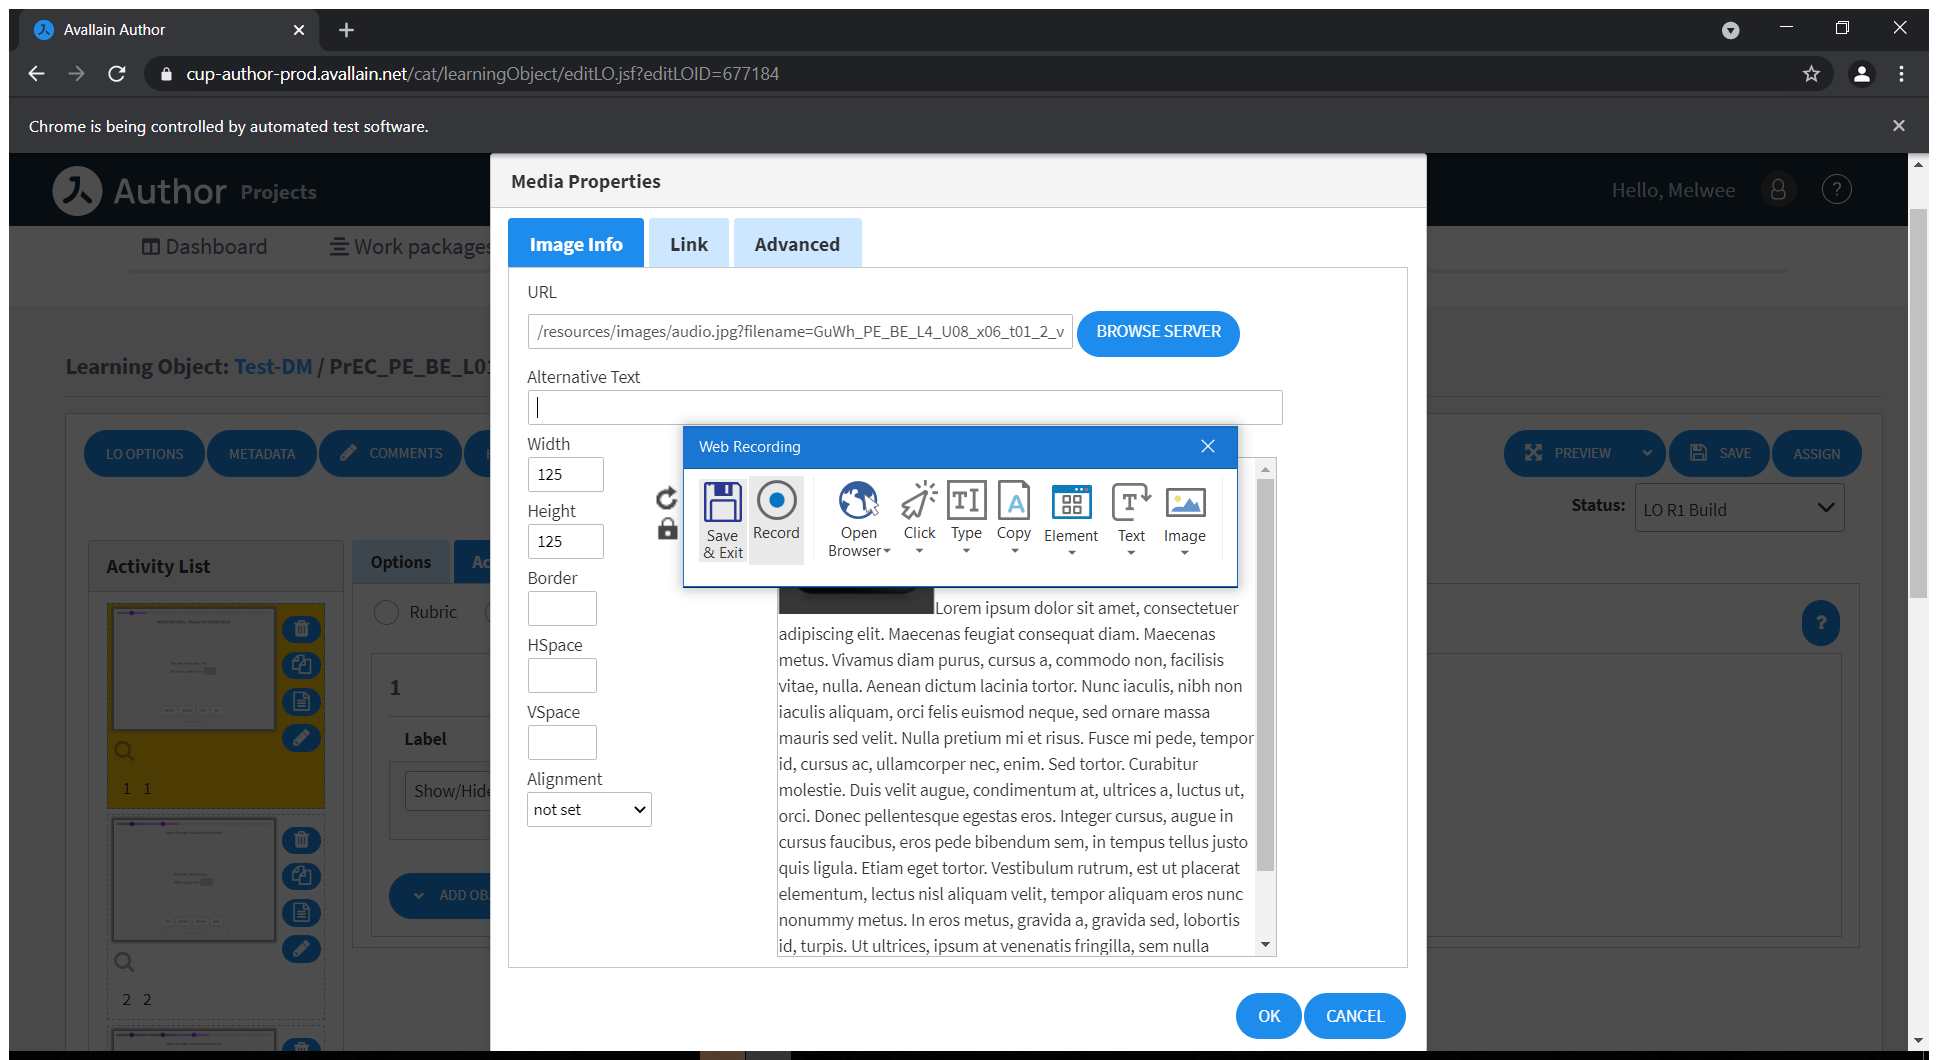 Avallain Author
cup-author-prod.avallain.net/cat/learningObject/editLO.jsf?editLOID=677184
Chrome is being controlled by automated test software.
Author Projects
Hello, Melwee
?
Dashboard
Work packages
Media Properties
Image Info
Link
Advanced
URL
/resources/images/audio.jpg?filename=GuWh_PE_BE_L4_U08_x06_t01_2_v
BROWSE SERVER
Alternative Text
Learning Object: Test-DM / PrEC_PE_BE_L01
LO OPTIONS
METADATA
COMMENTS
PREVIEW
SAVE
ASSIGN
Status:
LO R1 Build
Width
125
Height
125
Border
HSpace
VSpace
Alignment
not set
Web Recording
Save
& Exit
Record
Open
Browser
Click
Type
Copy
Element
Text
Image
Activity List
Options
Ac
Rubric
1
Label
Show/Hide
ADD OB
?
1 1
2 2
Lorem ipsum dolor sit amet, consectetuer
adipiscing elit. Maecenas feugiat consequat diam. Maecenas
metus. Vivamus diam purus, cursus a, commodo non, facilisis
vitae, nulla. Aenean dictum lacinia tortor. Nunc iaculis, nibh non
iaculis aliquam, orci felis euismod neque, sed ornare massa
mauris sed velit. Nulla pretium mi et risus. Fusce mi pede, tempor
id, cursus ac, ullamcorper nec, enim. Sed tortor. Curabitur
molestie. Duis velit augue, condimentum at, ultrices a, luctus ut,
orci. Donec pellentesque egestas eros. Integer cursus, augue in
cursus faucibus, eros pede bibendum sem, in tempus tellus justo
quis ligula. Etiam eget tortor. Vestibulum rutrum, est ut placerat
elementum, lectus nisl aliquam velit, tempor aliquam eros nunc
nonummy metus. In eros metus, gravida a, gravida sed, lobortis
id, turpis. Ut ultrices, ipsum at venenatis fringilla, sem nulla
OK
CANCEL